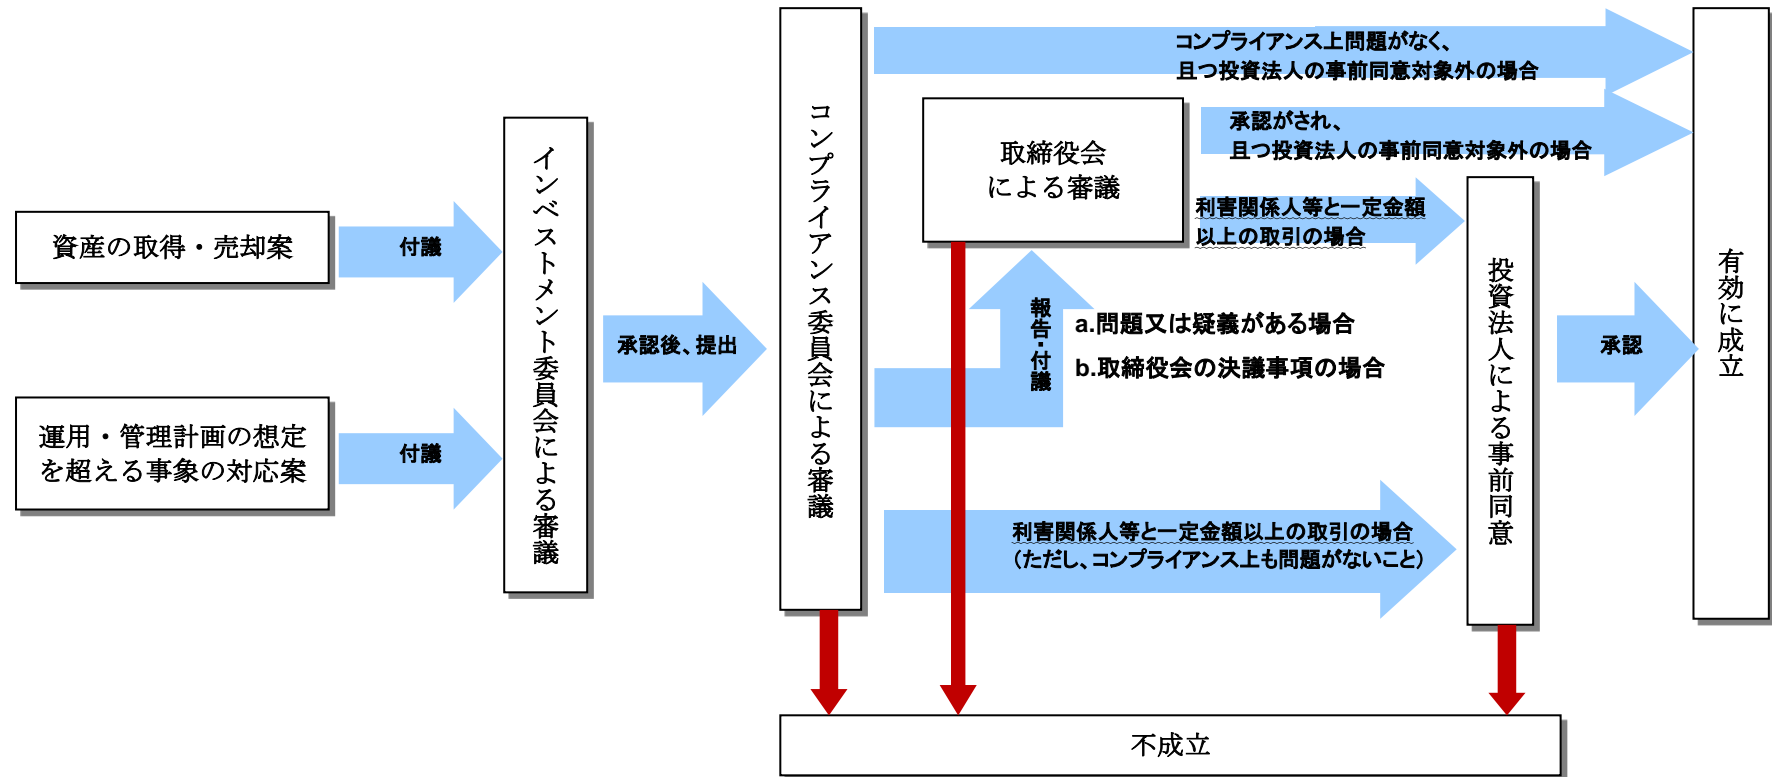 資産の取得・売却案
運用・管理計画の想定
を超える事象の対応案
付議
付議
インベストメント委員会による審議
承認後、提出
コンプライアンス委員会による審議
コンプライアンス上問題がなく、
且つ投資法人の事前同意対象外の場合
取締役会
による審議
承認がされ、
且つ投資法人の事前同意対象外の場合
利害関係人等と一定金額
以上の取引の場合
報告・付議
a.問題又は疑義がある場合
b.取締役会の決議事項の場合
利害関係人等と一定金額以上の取引の場合
（ただし、コンプライアンス上も問題がないこと）
投資法人による事前同意
承認
有効に成立
不成立